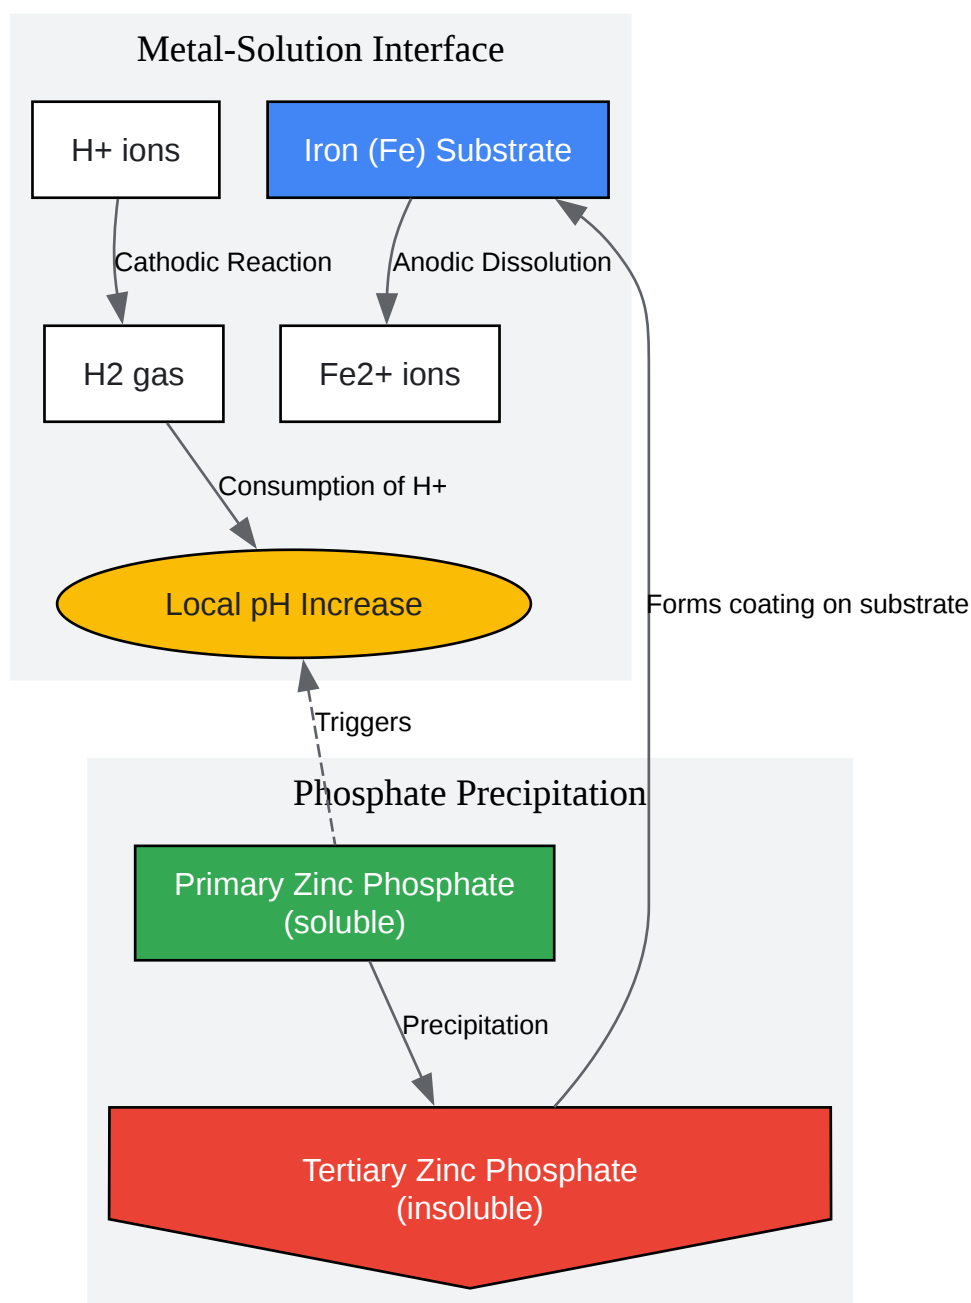 Metal-Solution Interface
H+ ions
Iron (Fe) Substrate
Cathodic Reaction
Anodic Dissolution
H2 gas
Fe2+ ions
Consumption of H+
Local pH Increase
Forms coating on substrate
Triggers
Phosphate Precipitation
Primary Zinc Phosphate
(soluble)
Precipitation
Tertiary Zinc Phosphate
(insoluble)